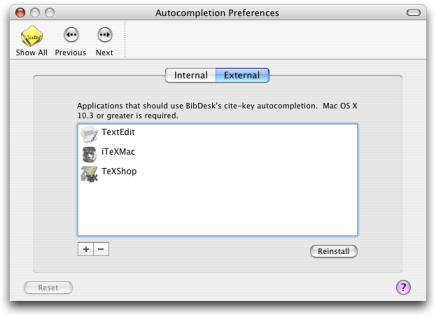 Autocompletion Preferences
Show All Previous Next
Internal External
Applications that should use BibDesk's cite-key autocompletion. Mac OS X
10.3 or greater is required.
TextEdit
iTeXMac
TeXShop
+ −
Reinstall
Reset
?